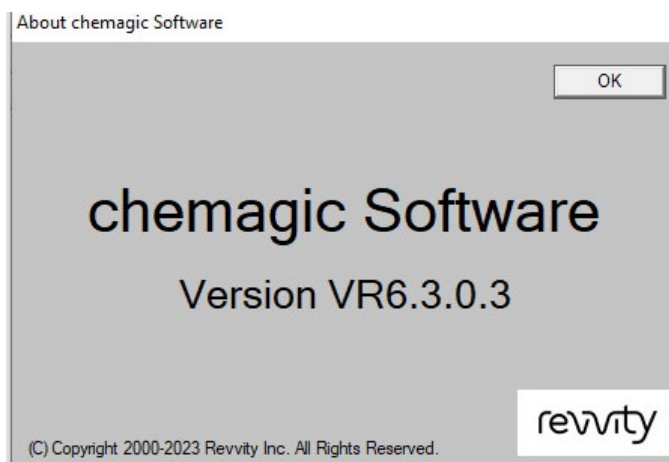 About chemagic Software
OK
chemagic Software
Version VR6.3.0.3
revvity
(C) Copyright 2000-2023 Revvity Inc. All Rights Reserved.